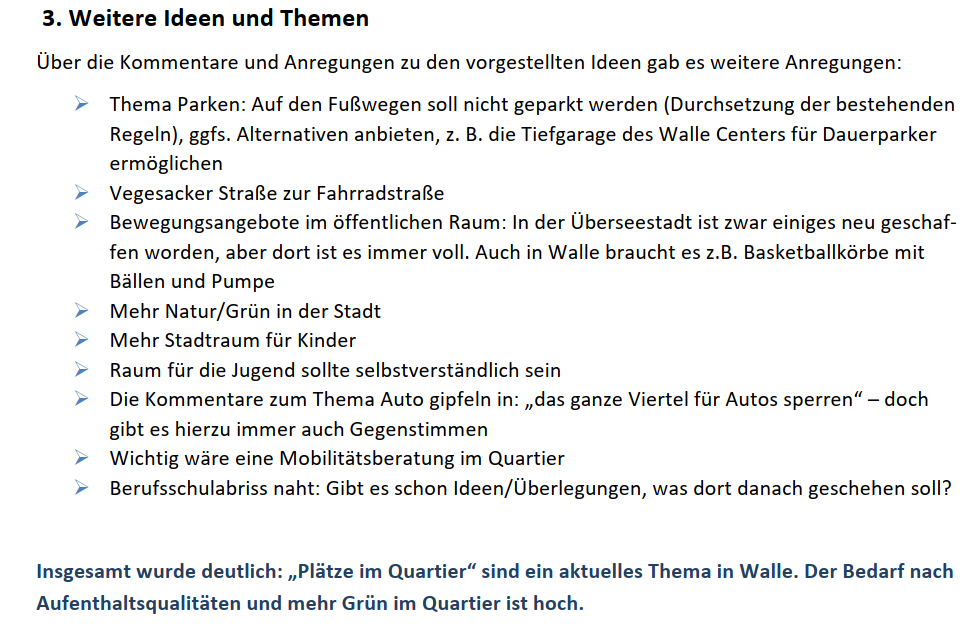 3. Weitere Ideen und Themen
Über die Kommentare und Anregungen zu den vorgestellten Ideen gab es weitere Anregungen:
➢ Thema Parken: Auf den Fußwegen soll nicht geparkt werden (Durchsetzung der bestehenden
Regeln), ggfs. Alternativen anbieten, z. B. die Tiefgarage des Walle Centers für Dauerparker
ermöglichen
➢ Vegesacker Straße zur Fahrradstraße
➢ Bewegungsangebote im öffentlichen Raum: In der Überseestadt ist zwar einiges neu geschaf-
fen worden, aber dort ist es immer voll. Auch in Walle braucht es z.B. Basketballkörbe mit
Bällen und Pumpe
➢ Mehr Natur/Grün in der Stadt
➢ Mehr Stadtraum für Kinder
➢ Raum für die Jugend sollte selbstverständlich sein
➢ Die Kommentare zum Thema Auto gipfeln in: „das ganze Viertel für Autos sperren“ – doch
gibt es hierzu immer auch Gegenstimmen
➢ Wichtig wäre eine Mobilitätsberatung im Quartier
➢ Berufsschulabriss naht: Gibt es schon Ideen/Überlegungen, was dort danach geschehen soll?
Insgesamt wurde deutlich: „Plätze im Quartier“ sind ein aktuelles Thema in Walle. Der Bedarf nach
Aufenthaltsqualitäten und mehr Grün im Quartier ist hoch.